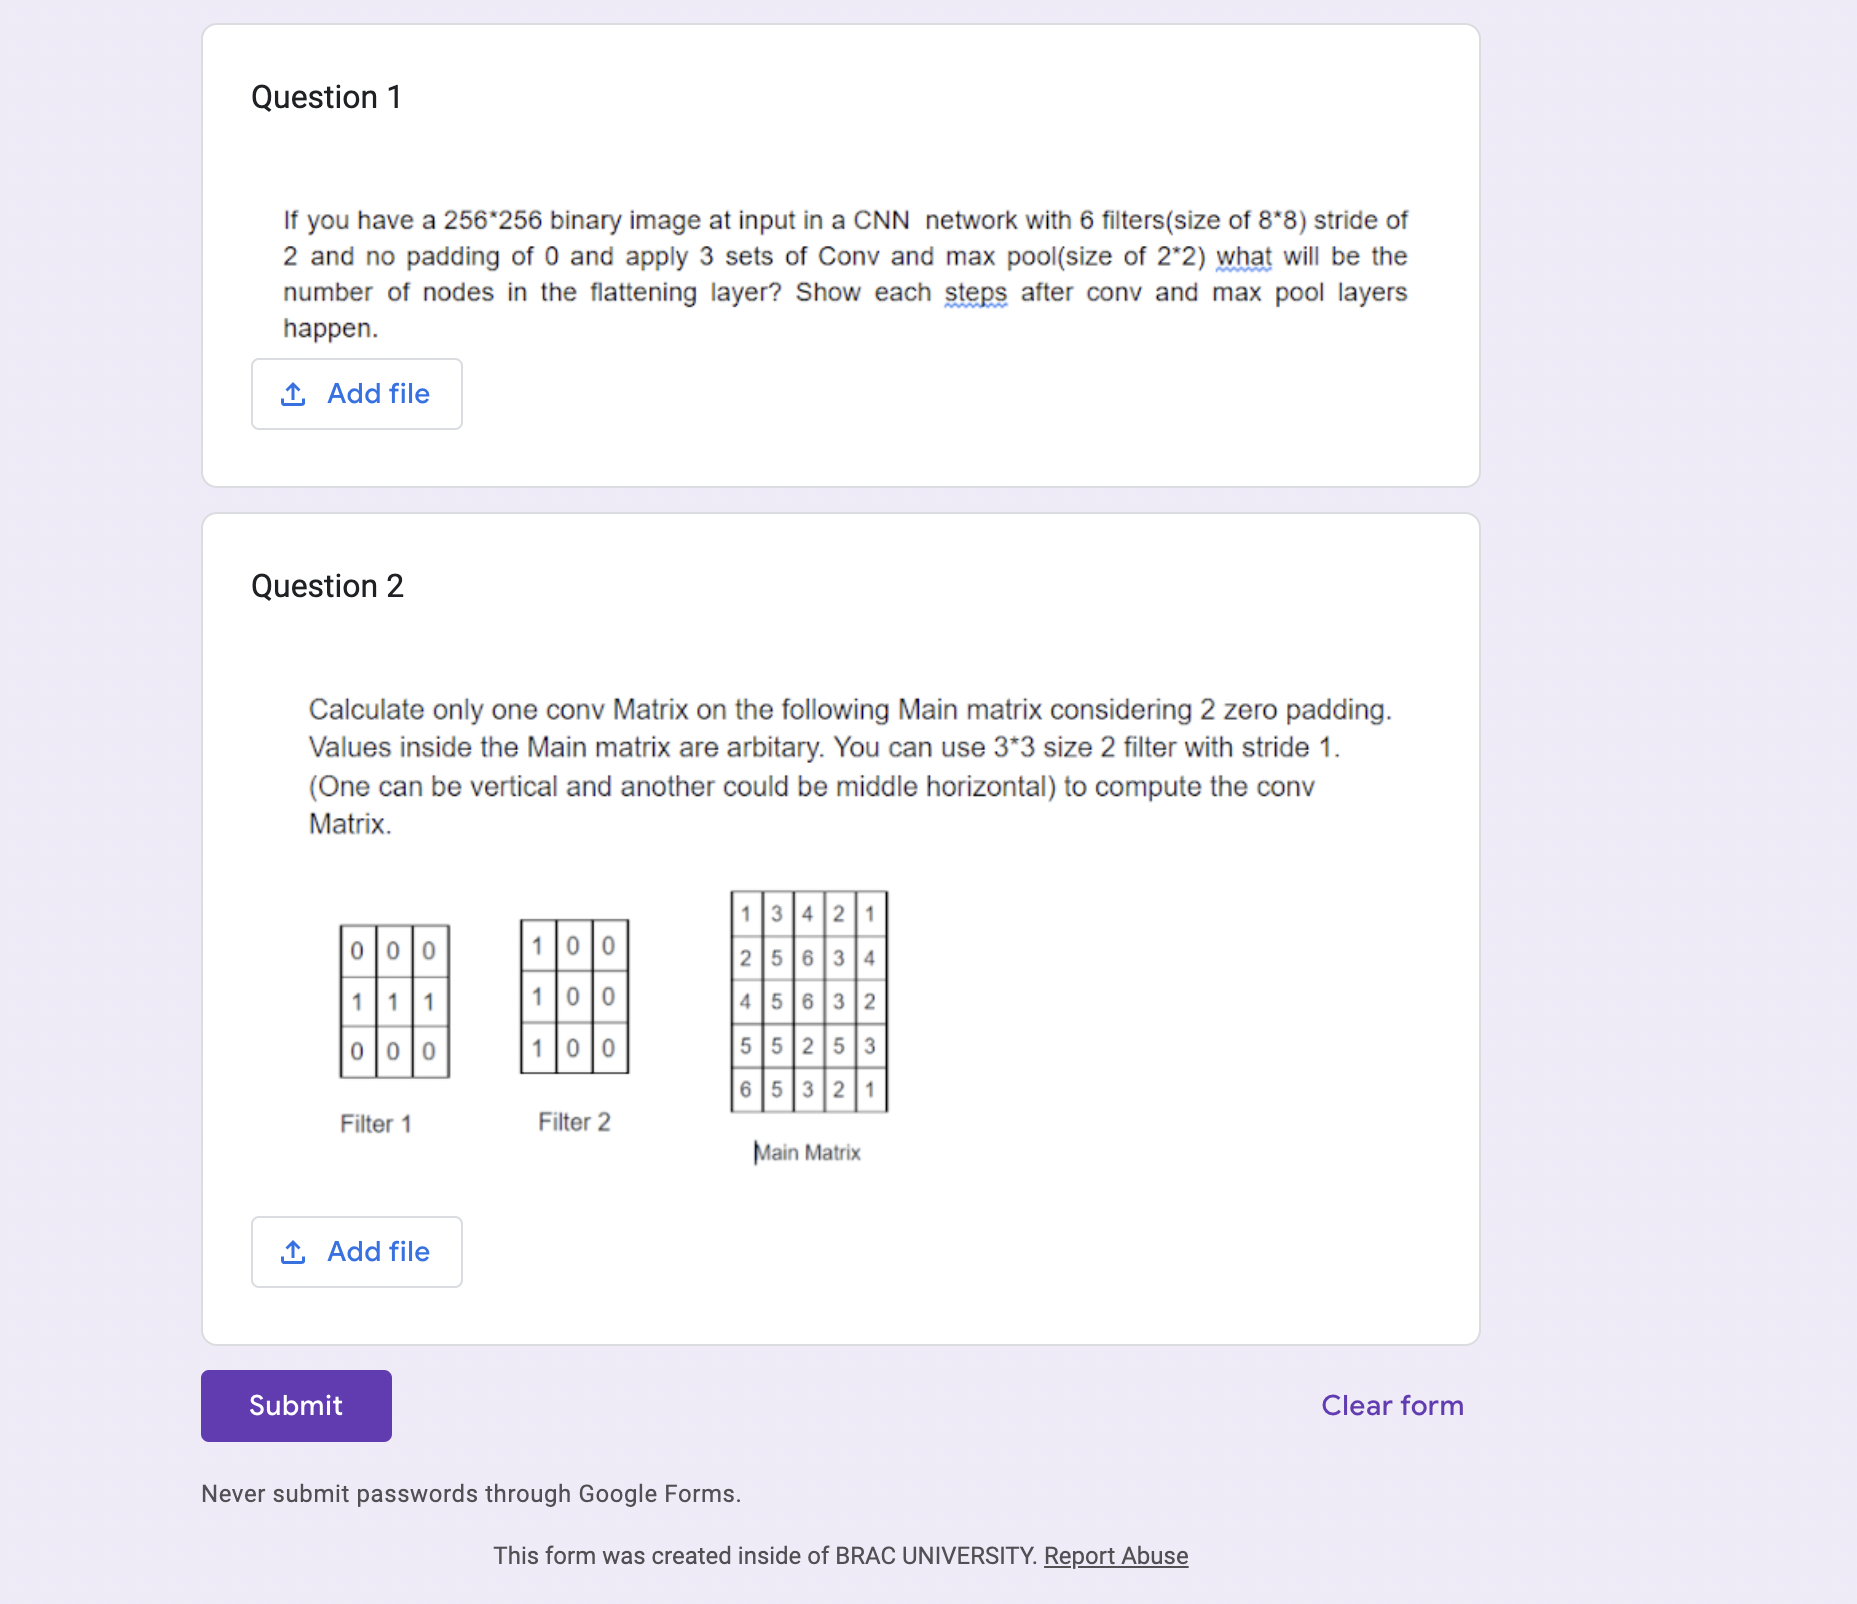 Question 1
If you have a 256*256 binary image at input in a CNN network with 6 filters(size of 8*8) stride of
2 and no padding of 0 and apply 3 sets of Conv and max pool(size of 2*2) what will be the
number of nodes in the flattening layer? Show each steps after conv and max pool layers
happen.
Add file
Question 2
Calculate only one conv Matrix on the following Main matrix considering 2 zero padding.
Values inside the Main matrix are arbitary. You can use 3*3 size 2 filter with stride 1.
(One can be vertical and another could be middle horizontal) to compute the conv
Matrix.
0 0 0
1 1 1
0 0 0
Filter 1
1 0 0
1 0 0
1 0 0
Filter 2
1 3 4 2 1
2 5 6 3 4
4 5 6 3 2
5 5 2 5 3
6 5 3 2 1
Main Matrix
Add file
Submit
Clear form
Never submit passwords through Google Forms.
This form was created inside of BRAC UNIVERSITY. Report Abuse